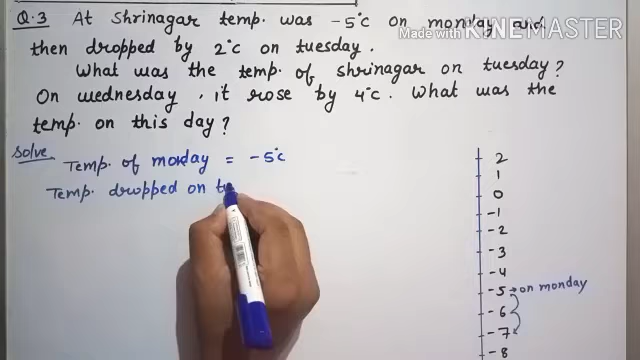 Q.3 At Shrinagar temp. was -5°c on monday and
Made with KINEMASTER
then dropped by 2°c on tuesday.
What was the temp. of shrinagar on tuesday?
On wednesday, it rose by 4°c. What was the
temp. on this day?
Solve
Temp. of monday = -5°c
Temp. dropped on tu
2
1
0
-1
-2
-3
-4
-5 → on monday
-6
-7
-8